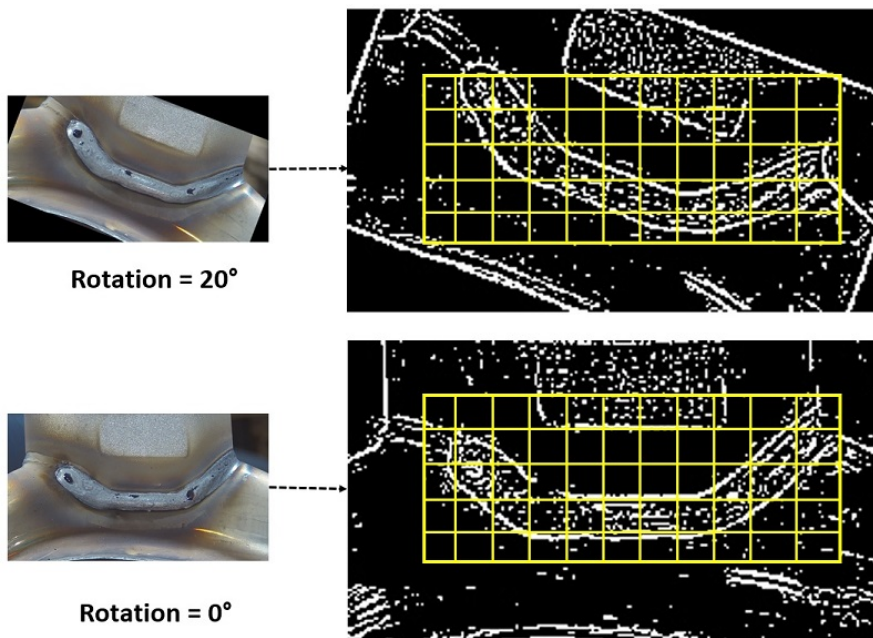 Rotation = 20°
Rotation = 0°